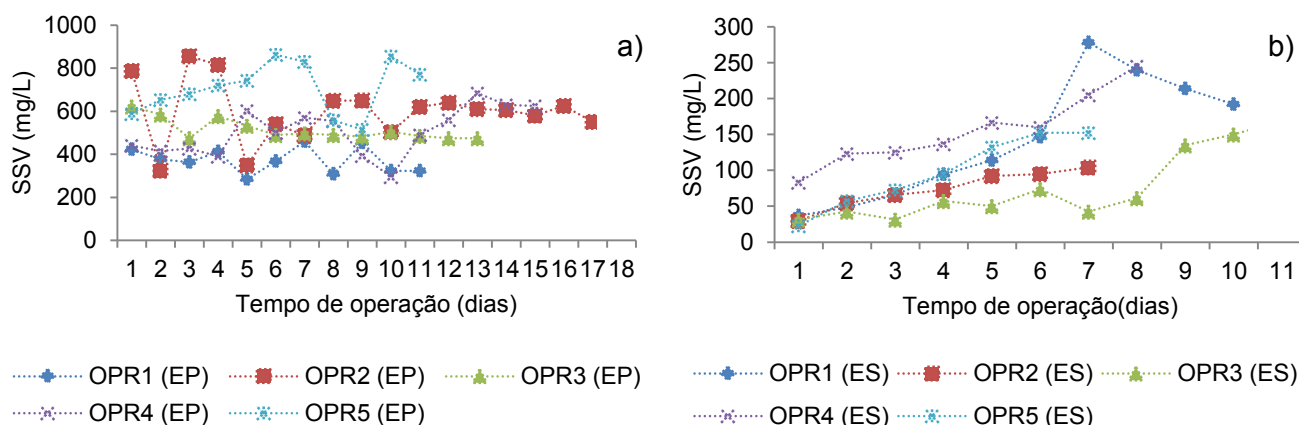 a)
SSV (mg/L)
1000
800
600
400
200
0
1 2 3 4 5 6 7 8 9 10 11 12 13 14 15 16 17 18
Tempo de operação (dias)
OPR1 (EP) OPR2 (EP) OPR3 (EP)
OPR4 (EP) OPR5 (EP)
b)
SSV (mg/L)
300
250
200
150
100
50
0
1 2 3 4 5 6 7 8 9 10 11
Tempo de operação(dias)
OPR1 (ES) OPR2 (ES) OPR3 (ES)
OPR4 (ES) OPR5 (ES)